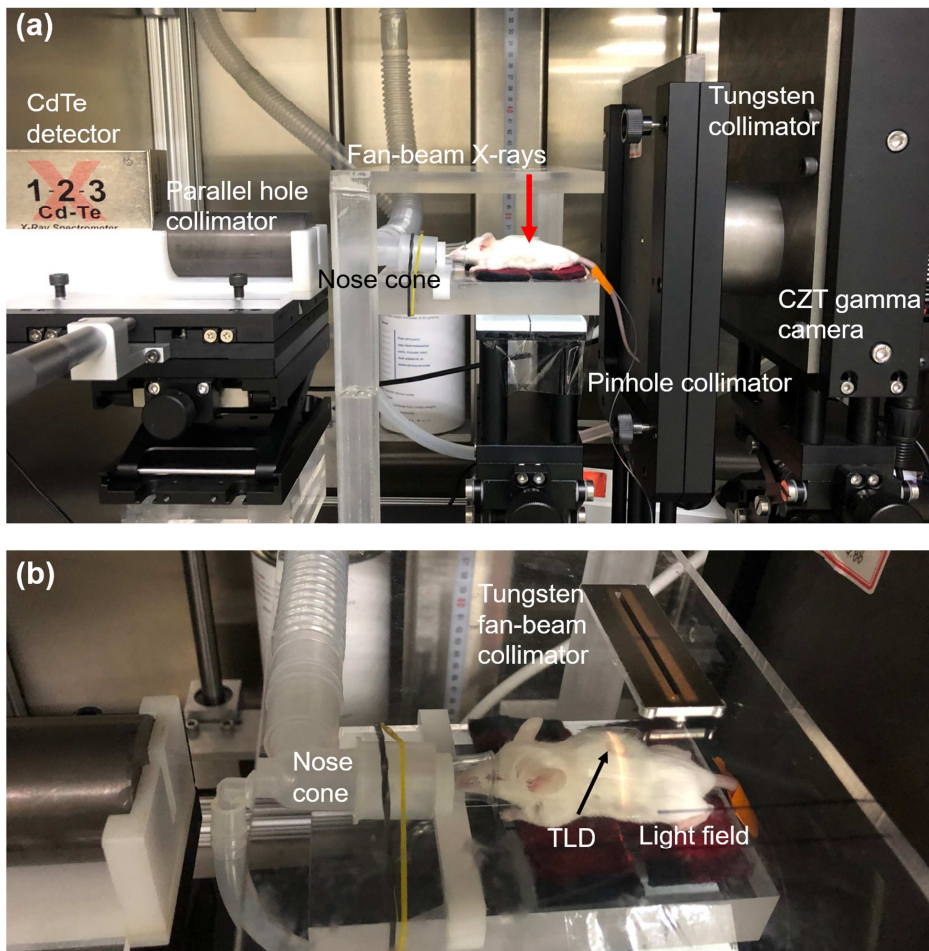 (a)
CdTe
detector
Tungsten
collimator
Fan-beam X-rays
1-2-3
Cd-Te
X-Ray Spectrometer
Parallel hole
collimator
Nose cone
CZT gamma
camera
Pinhole collimator
(b)
Tungsten
fan-beam
collimator
Nose
cone
TLD
Light field